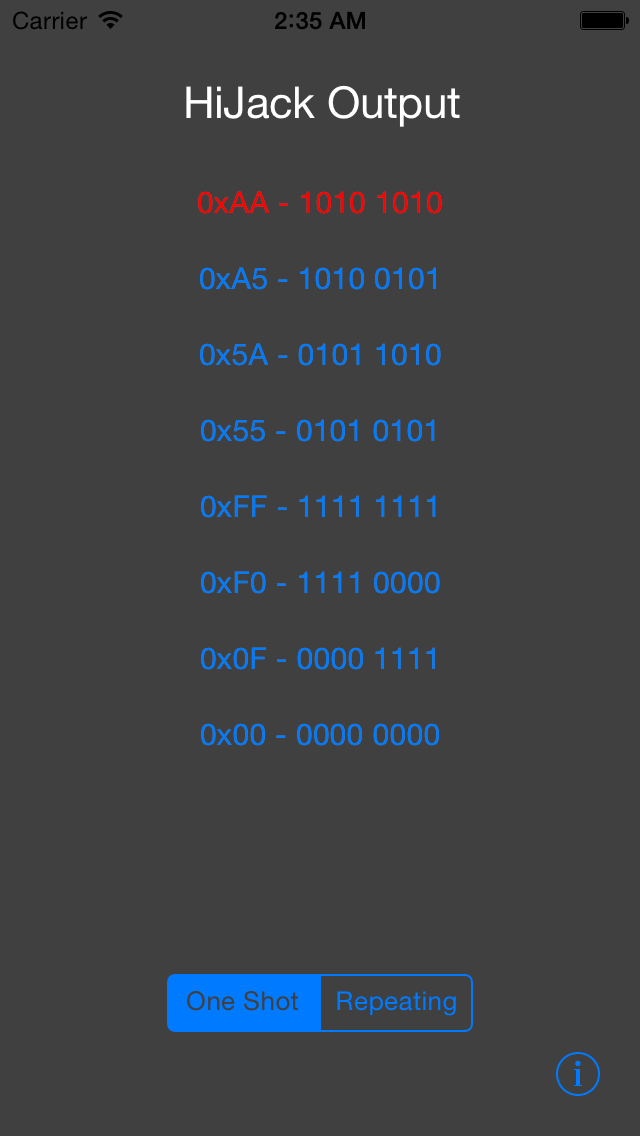 Carrier 2:35 AM
HiJack Output
0xAA - 1010 1010
0xA5 - 1010 0101
0x5A - 0101 1010
0x55 - 0101 0101
0xFF - 1111 1111
0xF0 - 1111 0000
0x0F - 0000 1111
0x00 - 0000 0000
One Shot Repeating
i